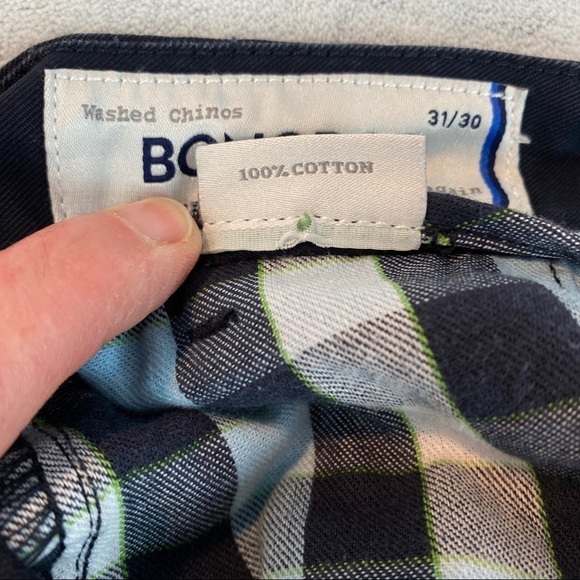 Washed Chinos
31/30
100% COTTON